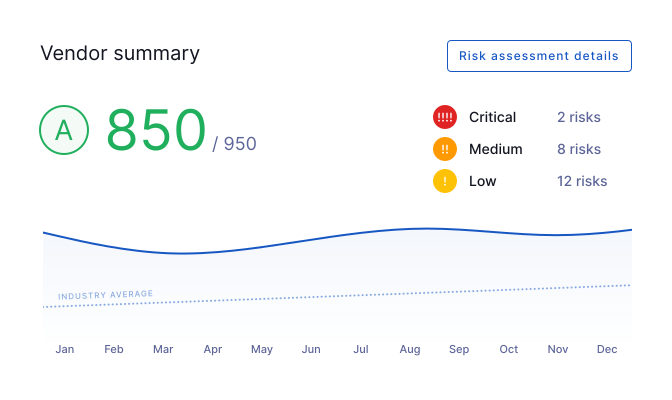 Vendor summary
Risk assessment details
A 850 / 950
!!!! Critical 2 risks
!! Medium 8 risks
! Low 12 risks
INDUSTRY AVERAGE
Jan Feb Mar Apr May Jun Jul Aug Sep Oct Nov Dec